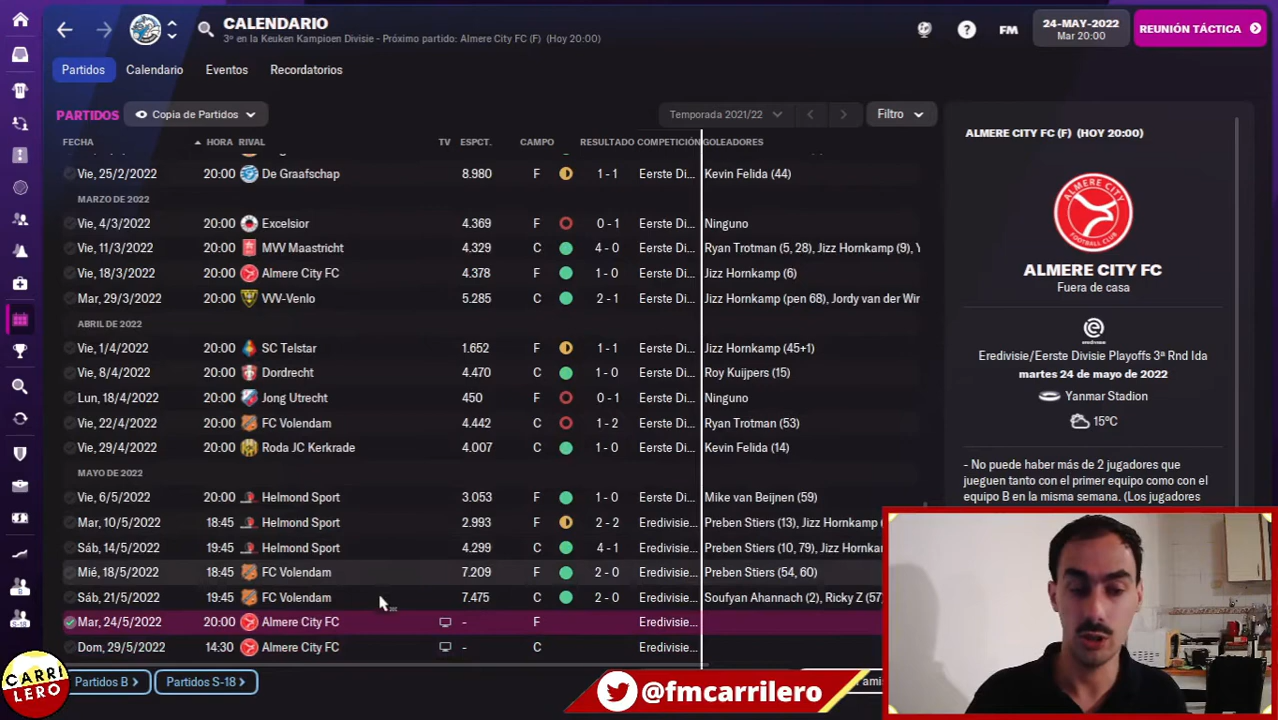 CALENDARIO
3º en la Keuken Kampioen Divisie - Próximo partido: Almere City FC (F) (Hoy 20:00)
FM
24-MAY-2022
Mar 20:00
REUNIÓN TÁCTICA
Partidos Calendario Eventos Recordatorios
PARTIDOS Copia de Partidos Temporada 2021/22 Filtro
FECHA HORA RIVAL TV ESPCT. CAMPO RESULTADO COMPETICIÓN GOLEADORES
Vie, 25/2/2022 20:00 De Graafschap 8.980 F 1 - 1 Eerste Di... Kevin Felida (44)
MARZO DE 2022
Vie, 4/3/2022 20:00 Excelsior 4.369 F 0 - 1 Eerste Di... Ninguno
Vie, 11/3/2022 20:00 MVV Maastricht 4.329 C 4 - 0 Eerste Di... Ryan Trotman (5, 28), Jizz Hornkamp (9), Y
Vie, 18/3/2022 20:00 Almere City FC 4.378 F 1 - 0 Eerste Di... Jizz Hornkamp (6)
Mar, 29/3/2022 20:00 VVV-Venlo 5.285 C 2 - 1 Eerste Di... Jizz Hornkamp (pen 68), Jordy van der Win
ABRIL DE 2022
Vie, 1/4/2022 20:00 SC Telstar 1.652 F 1 - 1 Eerste Di... Jizz Hornkamp (45+1)
Vie, 8/4/2022 20:00 Dordrecht 4.470 C 1 - 0 Eerste Di... Roy Kuijpers (15)
Lun, 18/4/2022 20:00 Jong Utrecht 450 F 0 - 1 Eerste Di... Ninguno
Vie, 22/4/2022 20:00 FC Volendam 4.442 C 1 - 2 Eerste Di... Ryan Trotman (53)
Vie, 29/4/2022 20:00 Roda JC Kerkrade 4.007 C 1 - 0 Eerste Di... Kevin Felida (14)
MAYO DE 2022
Vie, 6/5/2022 20:00 Helmond Sport 3.053 F 1 - 0 Eerste Di... Mike van Beijnen (59)
Mar, 10/5/2022 18:45 Helmond Sport 2.993 F 2 - 2 Eredivisie... Preben Stiers (13), Jizz Hornkamp
Sáb, 14/5/2022 19:45 Helmond Sport 4.299 C 4 - 1 Eredivisie... Preben Stiers (10, 79), Jizz Hornk
Mié, 18/5/2022 18:45 FC Volendam 7.209 F 2 - 0 Eredivisie... Preben Stiers (54, 60)
Sáb, 21/5/2022 19:45 FC Volendam 7.475 C 2 - 0 Eredivisie... Soufyan Ahannach (2), Ricky Z (57
Mar, 24/5/2022 20:00 Almere City FC - F Eredivisie...
Dom, 29/5/2022 14:30 Almere City FC - C Eredivisie...
Partidos B Partidos S-18
ALMERE CITY FC (F) (HOY 20:00)
ALMERE CITY
FOOTBALL CLUB
ALMERE CITY FC
Fuera de casa
eredivisie
Eredivisie/Eerste Divisie Playoffs 3ª Rnd Ida
martes 24 de mayo de 2022
Yanmar Stadion
15ºC
- No puede haber más de 2 jugadores que
jueguen tanto con el primer equipo como con el
equipo B en la misma semana. (Los jugadores
CARRI
LERO
@fmcarrilero